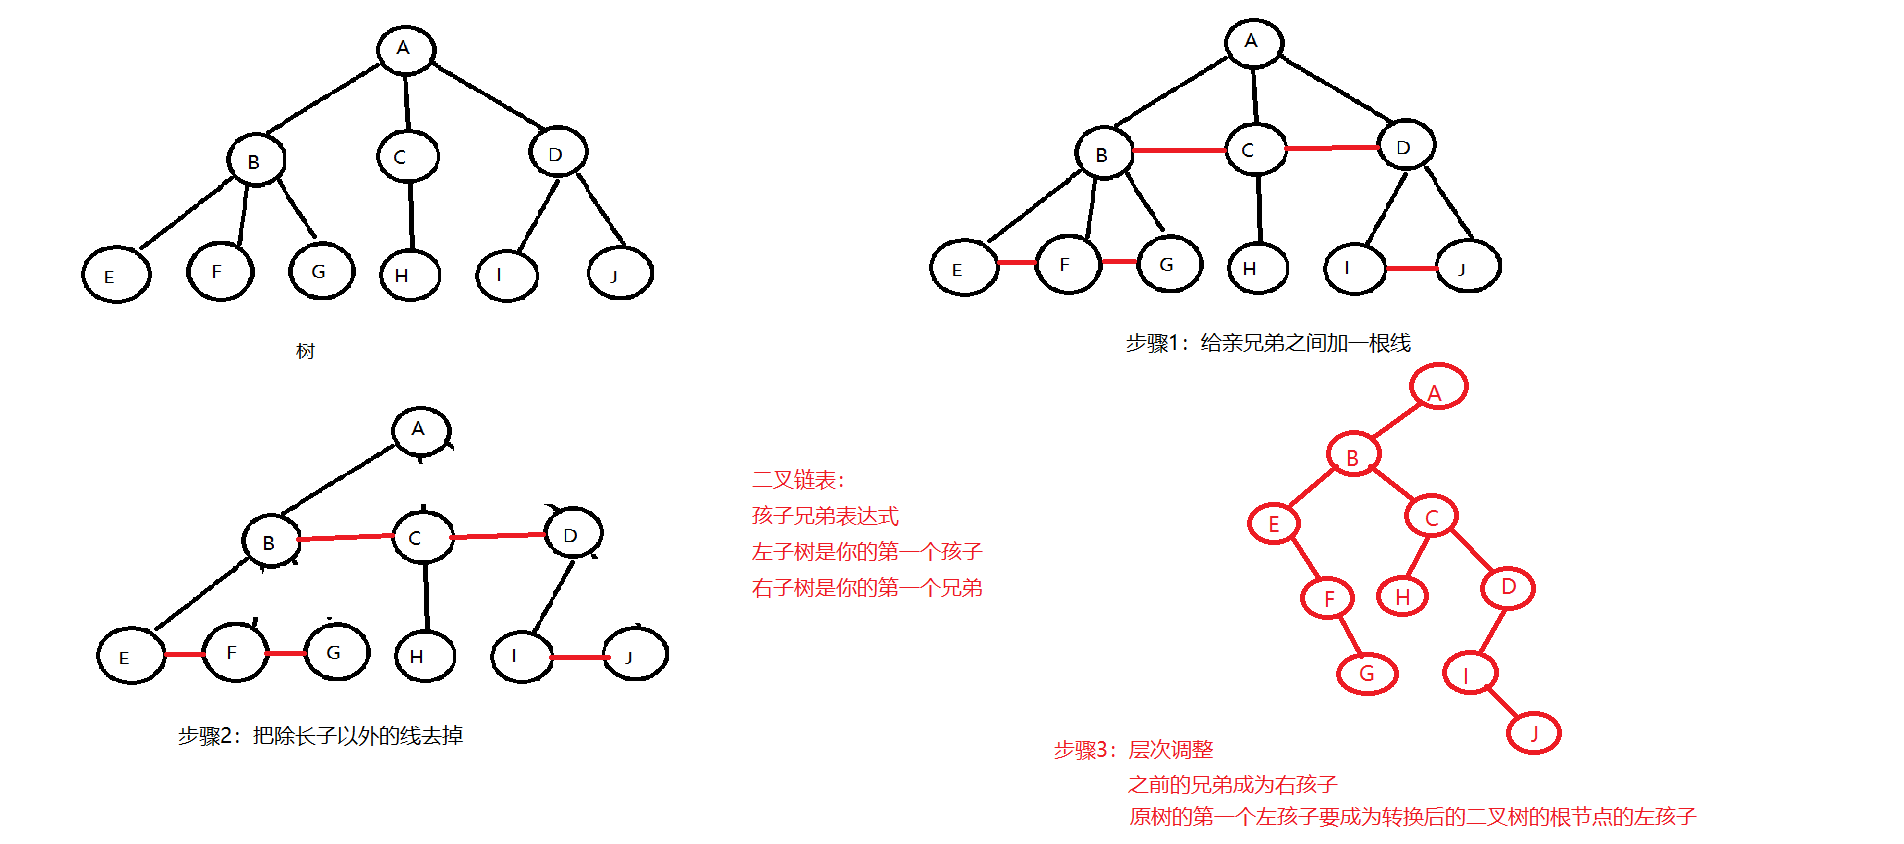 A
B
C
D
E
F
G
H
I
J
树
A
B
C
D
E
F
G
H
I
J
步骤1：给亲兄弟之间加一根线
A
B
C
D
E
F
G
H
I
J
步骤2：把除长子以外的线去掉
二叉链表：
孩子兄弟表达式
左子树是你的第一个孩子
右子树是你的第一个兄弟
A
B
E
C
F
H
D
G
I
J
步骤3：层次调整
之前的兄弟成为右孩子
原树的第一个左孩子要成为转换后的二叉树的根节点的左孩子